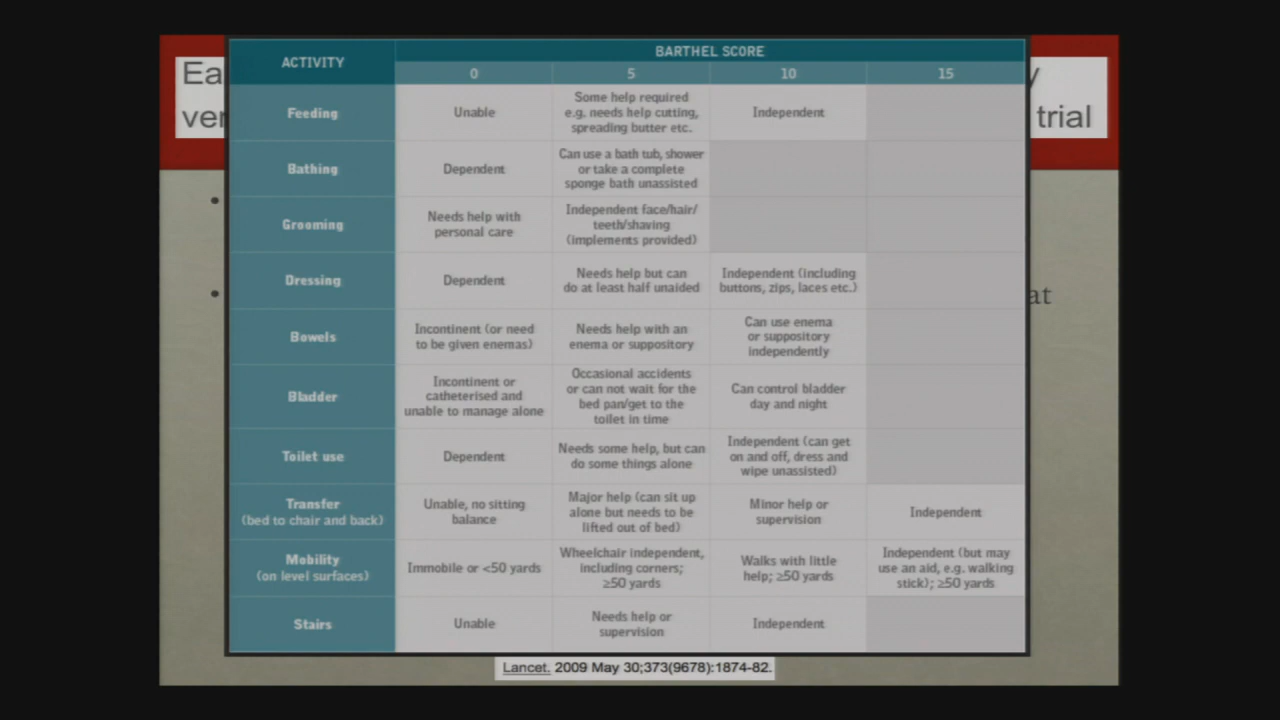 Ea
y
ver
trial
at
ACTIVITY
BARTHEL SCORE
0 5 10 15
Feeding
Unable
Some help required
e.g. needs help cutting,
spreading butter etc.
Independent
Bathing
Dependent
Can use a bath tub, shower
or take a complete
sponge bath unassisted
Grooming
Needs help with
personal care
Independent face/hair/
teeth/shaving
(implements provided)
Dressing
Dependent
Needs help but can
do at least half unaided
Independent (including
buttons, zips, laces etc.)
Bowels
Incontinent (or need
to be given enemas)
Needs help with an
enema or suppository
Can use enema
or suppository
independently
Bladder
Incontinent or
catheterised and
unable to manage alone
Occasional accidents
or can not wait for the
bed pan/get to the
toilet in time
Can control bladder
day and night
Toilet use
Dependent
Needs some help, but can
do some things alone
Independent (can get
on and off, dress and
wipe unassisted)
Transfer
(bed to chair and back)
Unable, no sitting
balance
Major help (can sit up
alone but needs to be
lifted out of bed)
Minor help or
supervision
Independent
Mobility
(on level surfaces)
Immobile or <50 yards
Wheelchair independent,
including corners;
≥50 yards
Walks with little
help; ≥50 yards
Independent (but may
use an aid, e.g. walking
stick); ≥50 yards
Stairs
Unable
Needs help or
supervision
Independent
Lancet. 2009 May 30;373(9678):1874-82.